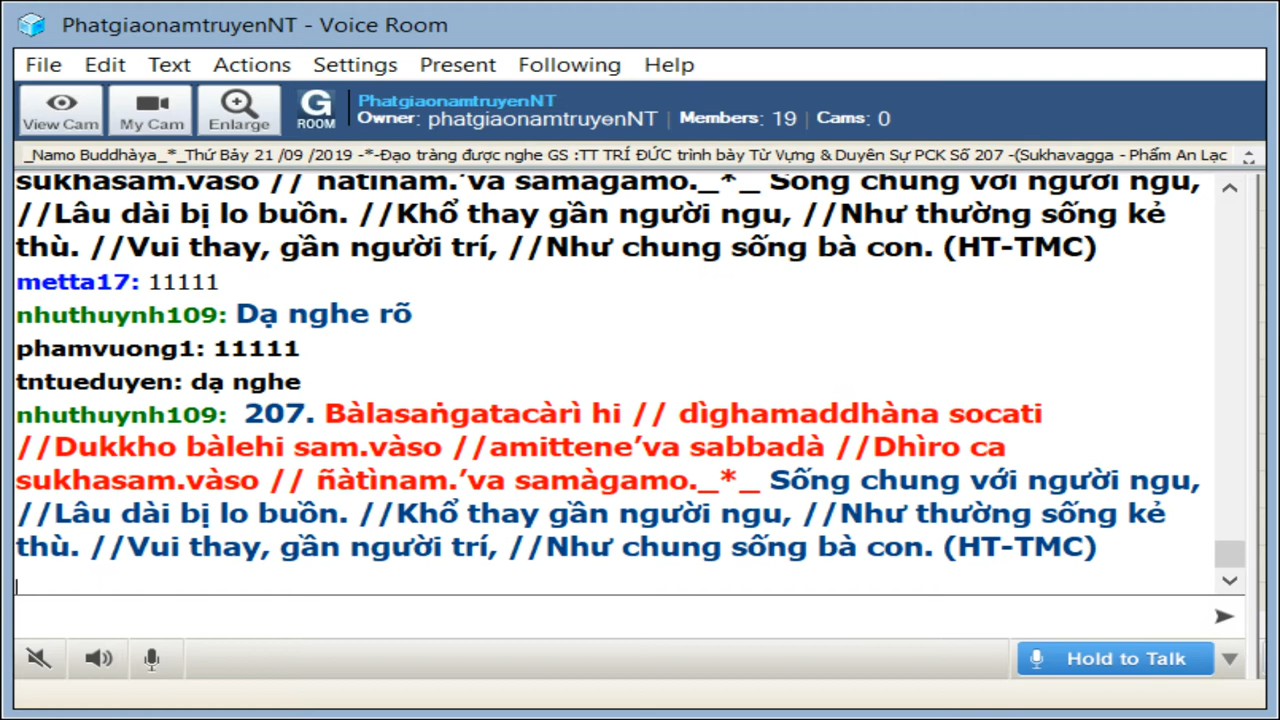 PhatgiaonamtruyenNT - Voice Room
File Edit Text Actions Settings Present Following Help
View Cam My Cam Enlarge G ROOM PhatgiaonamtruyenNT
Owner: phatgiaonamtruyenNT | Members: 19 | Cams: 0
_Namo Buddhàya_*_Thứ Bảy 21 /09 /2019 -*-Đạo tràng được nghe GS :TT TRÍ ĐỨC trình bày Từ Vựng & Duyên Sự PCK Số 207 -(Sukhavagga - Phẩm An Lạc
sukhasam.vàso // ñàtìnam.’va samàgamo._*_ Sống chung với người ngu,
//Lâu dài bị lo buồn. //Khổ thay gần người ngu, //Như thường sống kẻ
thù. //Vui thay, gần người trí, //Như chung sống bà con. (HT-TMC)
metta17: 11111
nhuthuynh109: Dạ nghe rõ
phamvuong1: 11111
tntueduyen: dạ nghe
nhuthuynh109: 207. Bàlasaṅgatacàrì hi // dìghamaddhàna socati
//Dukkho bàlehi sam.vàso //amittene’va sabbadà //Dhìro ca
sukhasam.vàso // ñàtìnam.’va samàgamo._*_ Sống chung với người ngu,
//Lâu dài bị lo buồn. //Khổ thay gần người ngu, //Như thường sống kẻ
thù. //Vui thay, gần người trí, //Như chung sống bà con. (HT-TMC)
Hold to Talk